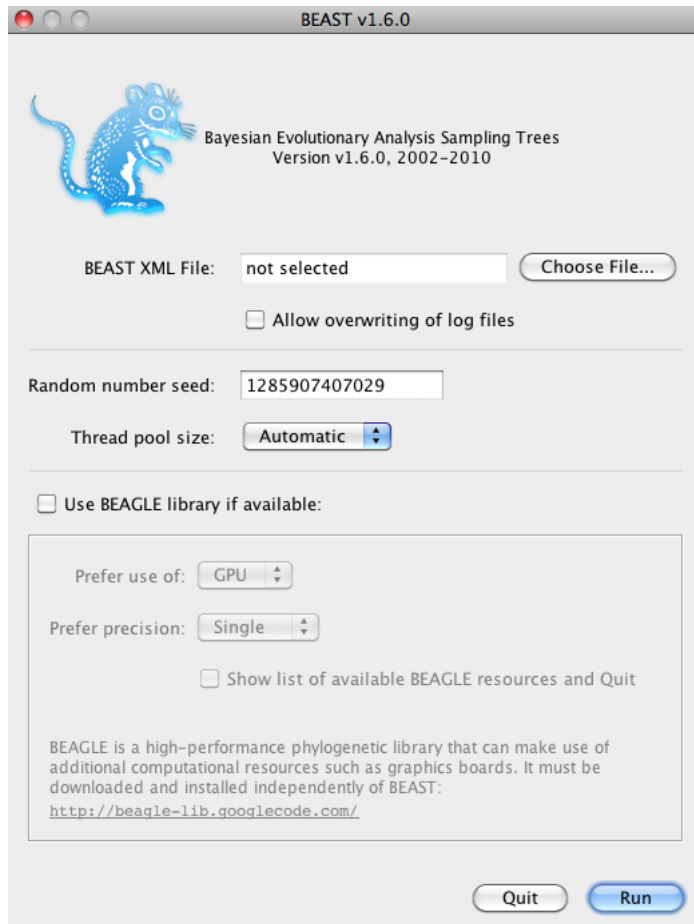 BEAST v1.6.0
Bayesian Evolutionary Analysis Sampling Trees
Version v1.6.0, 2002–2010
BEAST XML File: not selected Choose File...
Allow overwriting of log files
Random number seed: 1285907407029
Thread pool size: Automatic
Use BEAGLE library if available:
Prefer use of: GPU
Prefer precision: Single
Show list of available BEAGLE resources and Quit
BEAGLE is a high-performance phylogenetic library that can make use of
additional computational resources such as graphics boards. It must be
downloaded and installed independently of BEAST:
http://beagle-lib.googlecode.com/
Quit Run